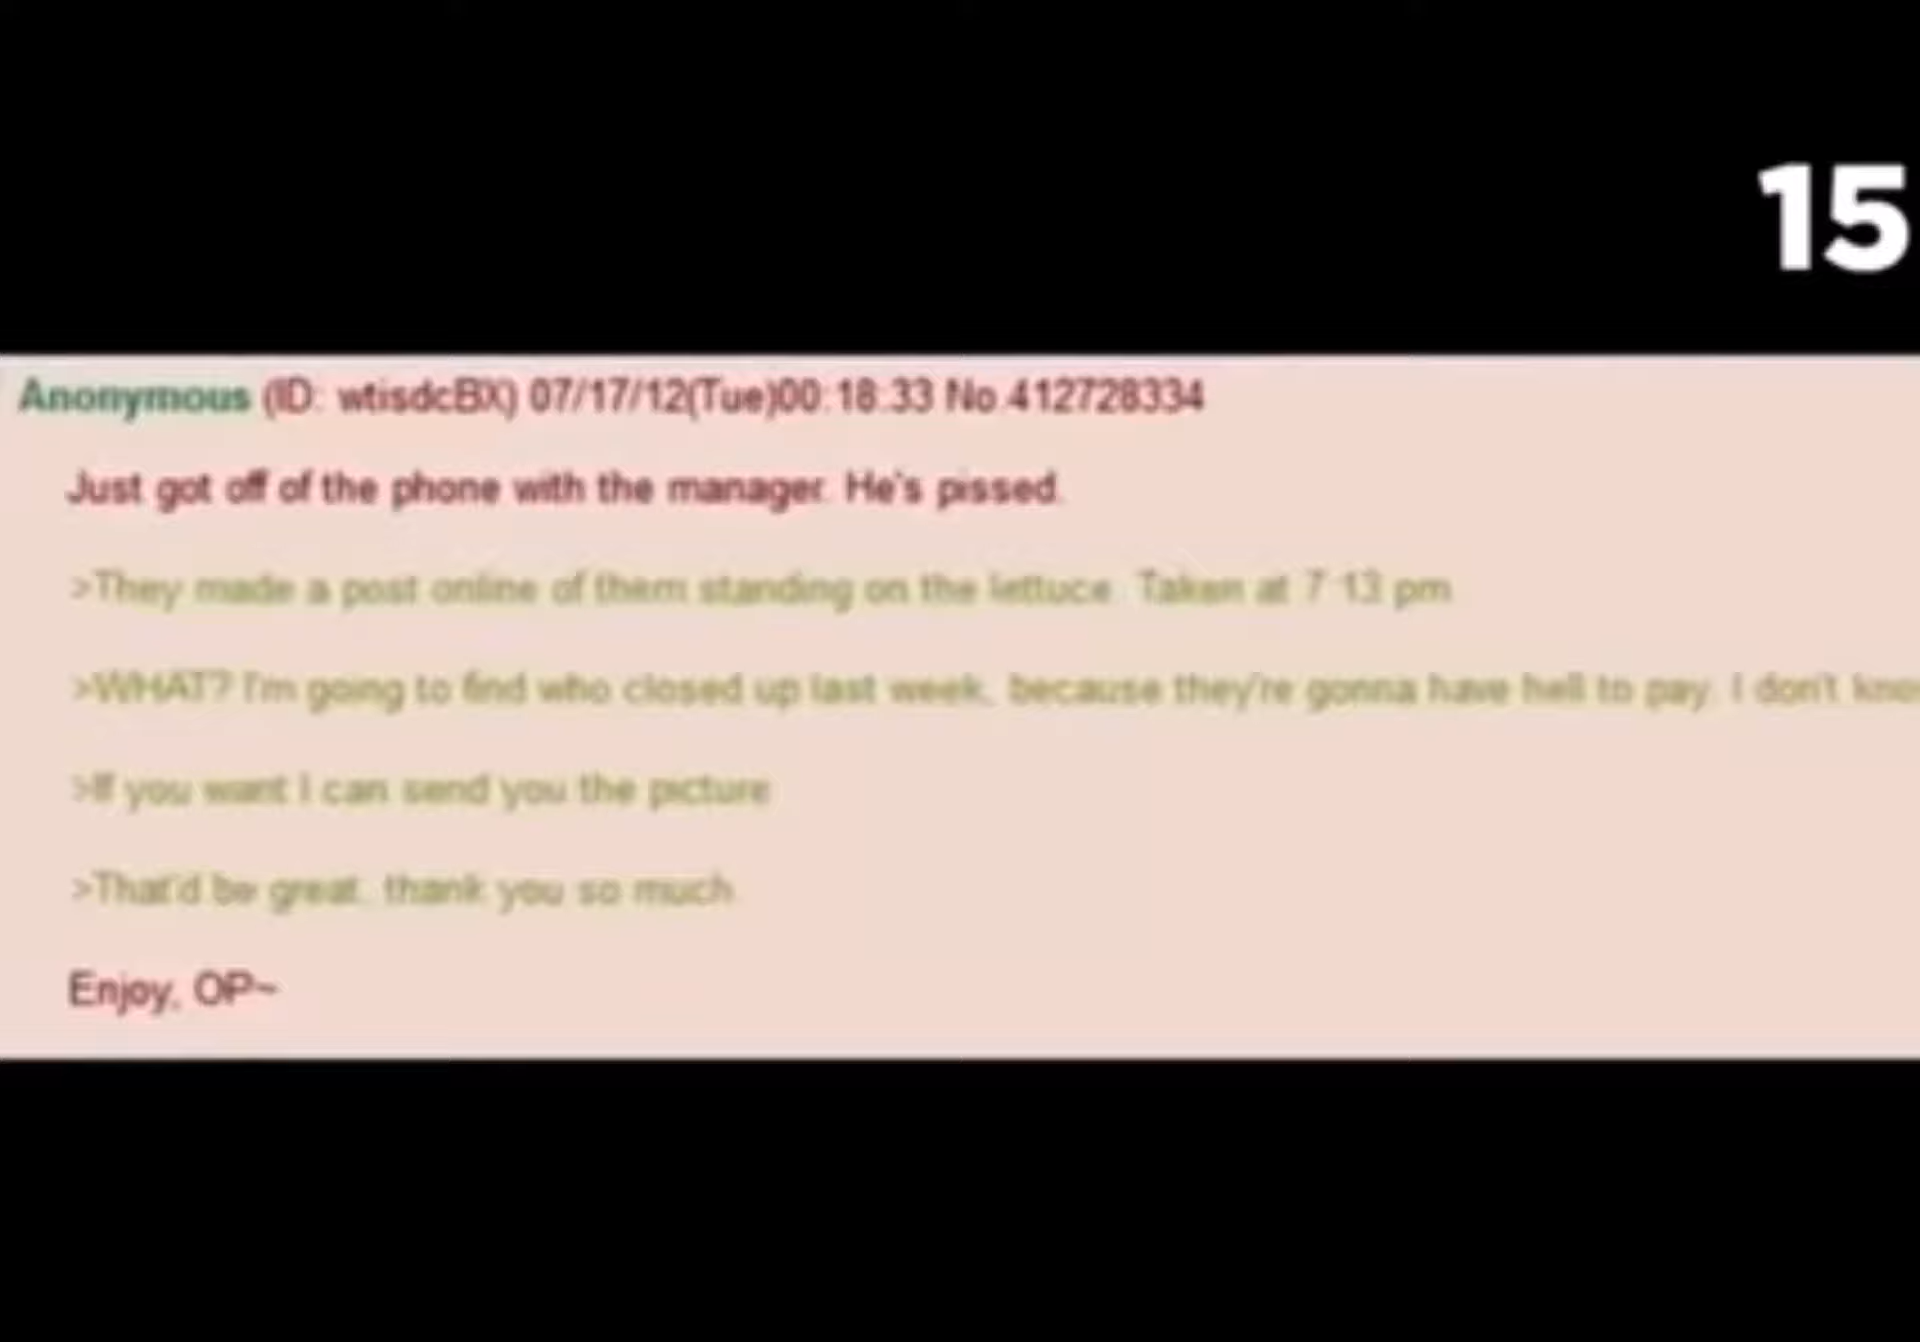 15
Anonymous (ID: wtisdcBX) 07/17/12(Tue)00:18:33 No.412728334
Just got off of the phone with the manager. He's pissed.
>They made a post online of them standing on the lettuce. Taken at 7:13 pm
>WHAT? I'm going to find who closed up last week, because they're gonna have hell to pay. I don't
>If you want I can send you the picture
>That'd be great, thank you so much.
Enjoy, OP~